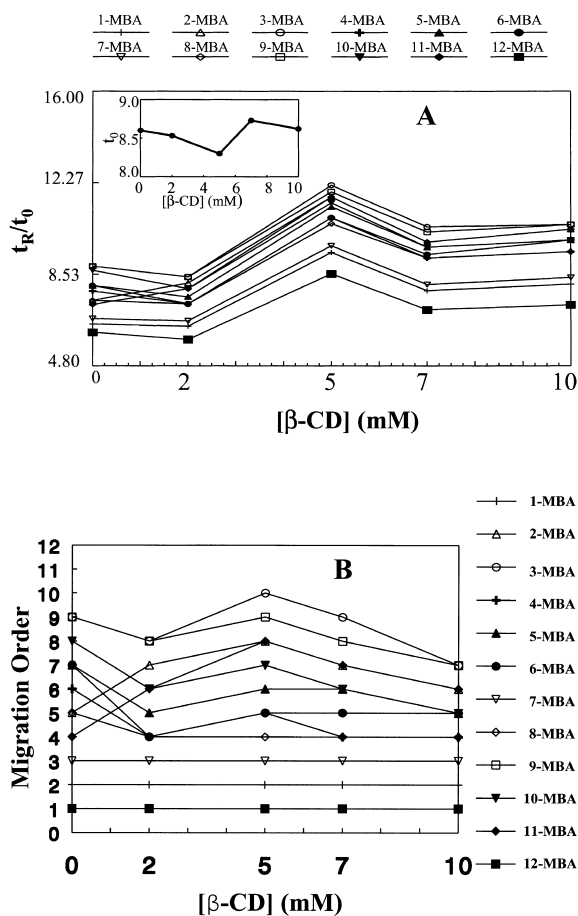 1-MBA 2-MBA 3-MBA 4-MBA 5-MBA 6-MBA
7-MBA 8-MBA 9-MBA 10-MBA 11-MBA 12-MBA
16.00
12.27
8.53
4.80
tR/t0
A
9.0
8.5
8.0
t0
0 2 4 6 8 10
[β-CD] (mM)
0 2 5 7 10
[β-CD] (mM)
B
12
11
10
9
8
7
6
5
4
3
2
1
0
Migration Order
0 2 5 7 10
[β-CD] (mM)
1-MBA
2-MBA
3-MBA
4-MBA
5-MBA
6-MBA
7-MBA
8-MBA
9-MBA
10-MBA
11-MBA
12-MBA